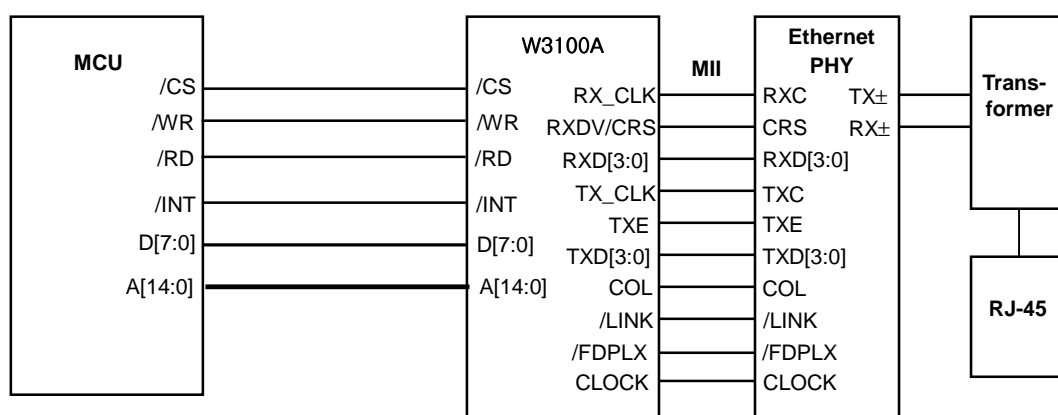 MCU
/CS
/WR
/RD
/INT
D[7:0]
A[14:0]
W3100A
/CS
/WR
/RD
/INT
D[7:0]
A[14:0]
RX_CLK
RXDV/CRS
RXD[3:0]
TX_CLK
TXE
TXD[3:0]
COL
/LINK
/FDPLX
CLOCK
MII
Ethernet
PHY
RXC
CRS
RXD[3:0]
TXC
TXE
TXD[3:0]
COL
/LINK
/FDPLX
CLOCK
TX±
RX±
Trans-
former
RJ-45